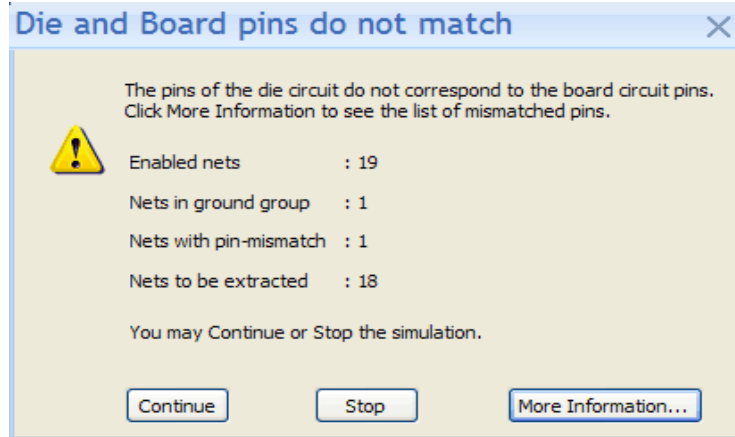 Die and Board pins do not match
The pins of the die circuit do not correspond to the board circuit pins.
Click More Information to see the list of mismatched pins.
Enabled nets : 19
Nets in ground group : 1
Nets with pin-mismatch : 1
Nets to be extracted : 18
You may Continue or Stop the simulation.
Continue Stop More Information...